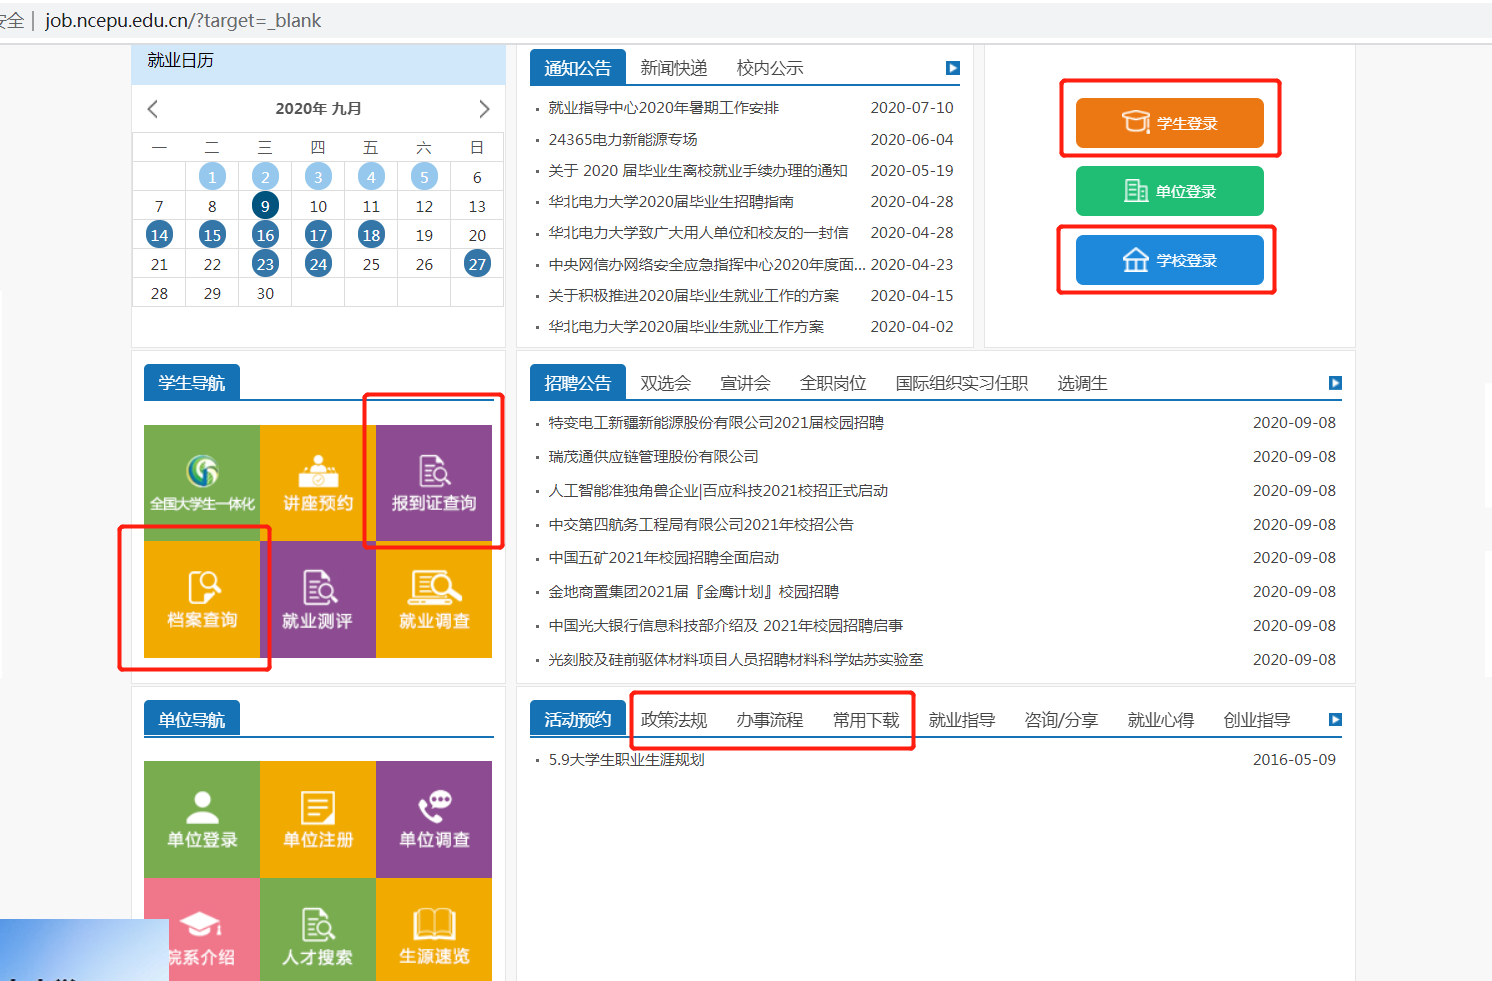 安全 | job.ncepu.edu.cn/?target=_blank
就业日历
2020年 九月
一 二 三 四 五 六 日
1 2 3 4 5 6
7 8 9 10 11 12 13
14 15 16 17 18 19 20
21 22 23 24 25 26 27
28 29 30
通知公告 新闻快递 校内公示
就业指导中心2020年暑期工作安排 2020-07-10
24365电力新能源专场 2020-06-04
关于 2020 届毕业生离校就业手续办理的通知 2020-05-19
华北电力大学2020届毕业生招聘指南 2020-04-28
华北电力大学致广大用人单位和校友的一封信 2020-04-28
中央网信办网络安全应急指挥中心2020年度面... 2020-04-23
关于积极推进2020届毕业生就业工作的方案 2020-04-15
华北电力大学2020届毕业生就业工作方案 2020-04-02
学生登录
单位登录
学校登录
学生导航
全国大学生一体化 讲座预约 报到证查询
档案查询 就业测评 就业调查
招聘公告 双选会 宣讲会 全职岗位 国际组织实习任职 选调生
特变电工新疆新能源股份有限公司2021届校园招聘 2020-09-08
瑞茂通供应链管理股份有限公司 2020-09-08
人工智能准独角兽企业|百应科技2021校招正式启动 2020-09-08
中交第四航务工程局有限公司2021年校招公告 2020-09-08
中国五矿2021年校园招聘全面启动 2020-09-08
金地商置集团2021届『金鹰计划』校园招聘 2020-09-08
中国光大银行信息科技部介绍及 2021年校园招聘启事 2020-09-08
光刻胶及硅前驱体材料项目人员招聘材料科学姑苏实验室 2020-09-08
单位导航
单位登录 单位注册 单位调查
院系介绍 人才搜索 生源速览
活动预约 政策法规 办事流程 常用下载 就业指导 咨询/分享 就业心得 创业指导
5.9大学生职业生涯规划 2016-05-09